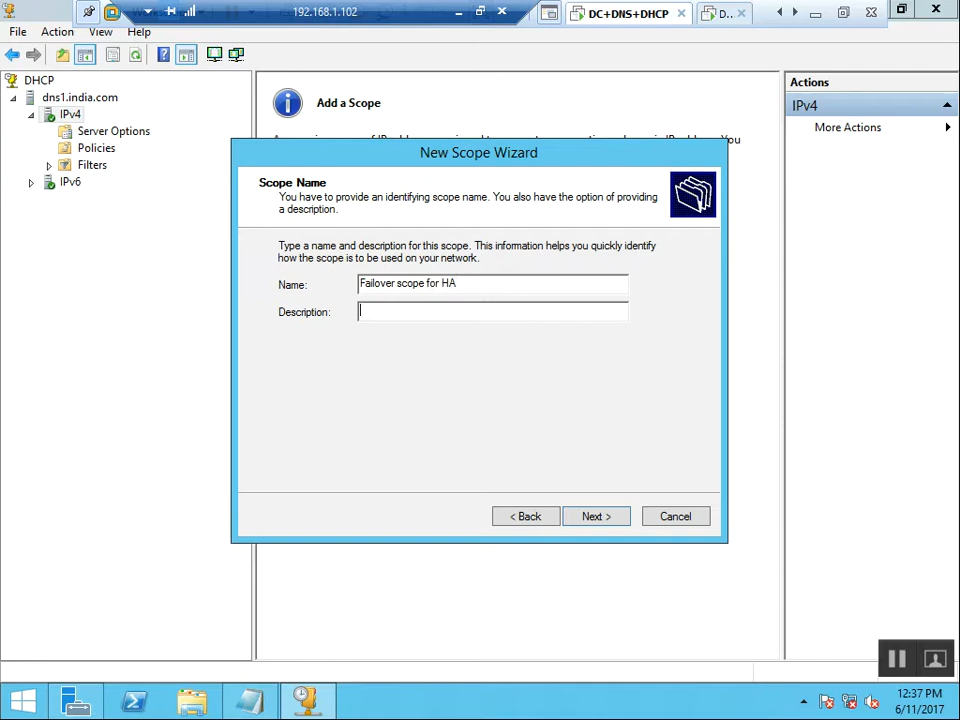 192.168.1.102
DC+DNS+DHCP
D..
File Action View Help
DHCP
dns1.india.com
IPv4
Server Options
Policies
Filters
IPv6
Add a Scope
You
New Scope Wizard
Scope Name
You have to provide an identifying scope name. You also have the option of providing
a description.
Type a name and description for this scope. This information helps you quickly identify
how the scope is to be used on your network.
Name: Failover scope for HA
Description:
< Back Next > Cancel
Actions
IPv4
More Actions
12:37 PM
6/11/2017